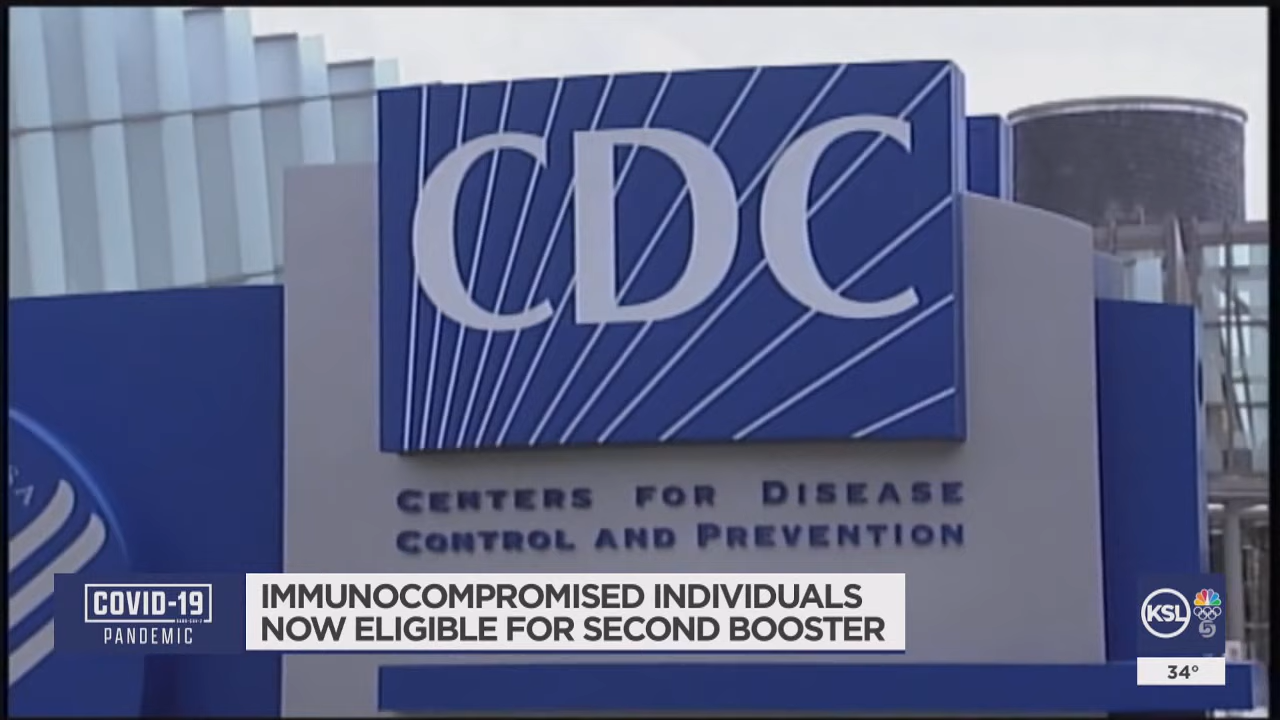 CDC
CENTERS FOR DISEASE
CONTROL AND PREVENTION
COVID-19
PANDEMIC
IMMUNOCOMPROMISED INDIVIDUALS
NOW ELIGIBLE FOR SECOND BOOSTER
KSL
5
34°